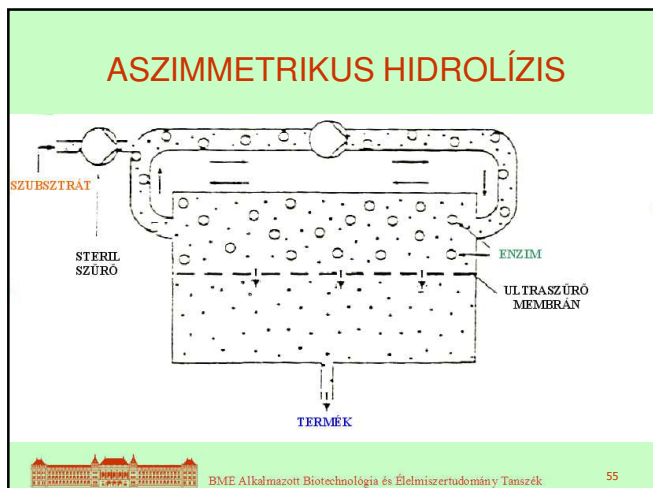 ASZIMMETRIKUS HIDROLÍZIS
SZUBSZTRÁT
STERIL
SZŰRŐ
ENZIM
ULTRASZŰRŐ
MEMBRÁN
TERMÉK
BME Alkalmazott Biotechnológia és Élelmiszertudomány Tanszék
55